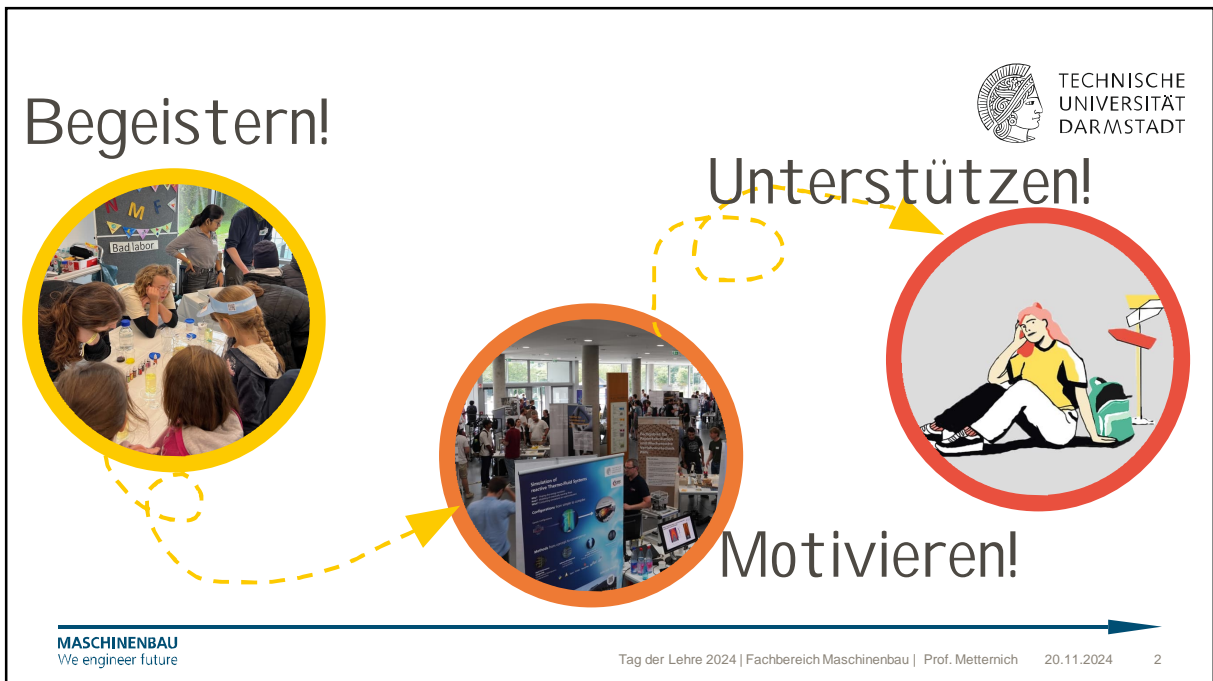 TECHNISCHE
UNIVERSITÄT
DARMSTADT
Begeistern!
Unterstützen!
N M F
Bad labor
Simulation of
reactive Thermo-Fluid Systems
Motivieren!
MASCHINENBAU
We engineer future
Tag der Lehre 2024 | Fachbereich Maschinenbau | Prof. Metternich 20.11.2024 2